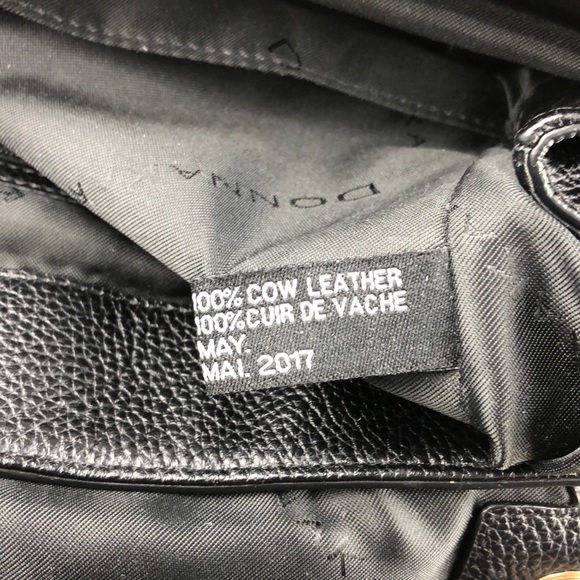 DONNA
100% COW LEATHER
100% CUIR DE VACHE
MAY.
MAI. 2017